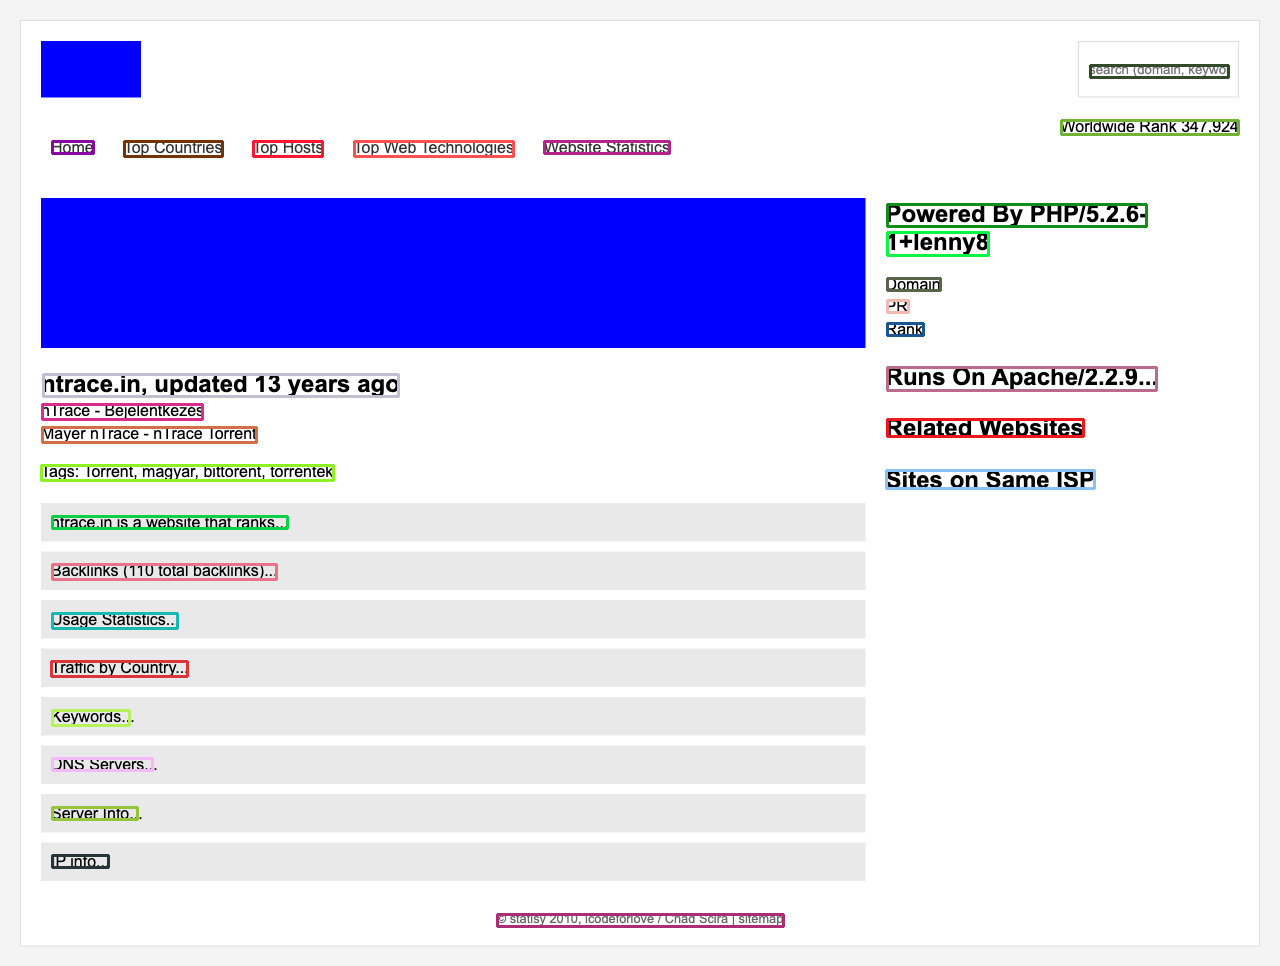 search (domain, keywo
Worldwide Rank 347,924
Home
Top Countries
Top Hosts
Top Web Technologies
Website Statistics
Powered By PHP/5.2.6-
1+lenny8
Domain
PR
Rank
ntrace.in, updated 13 years ago
nTrace - Bejelentkezés
Mayer nTrace - nTrace Torrent
Tags: Torrent, magyar, bittorent, torrentek
Runs On Apache/2.2.9...
Related Websites
Sites on Same ISP
ntrace.in is a website that ranks...
Backlinks (110 total backlinks)...
Usage Statistics...
Traffic by Country...
Keywords...
DNS Servers...
Server Info...
IP info...
© statisy 2010, icodeforlove / Chad Scira | sitemap